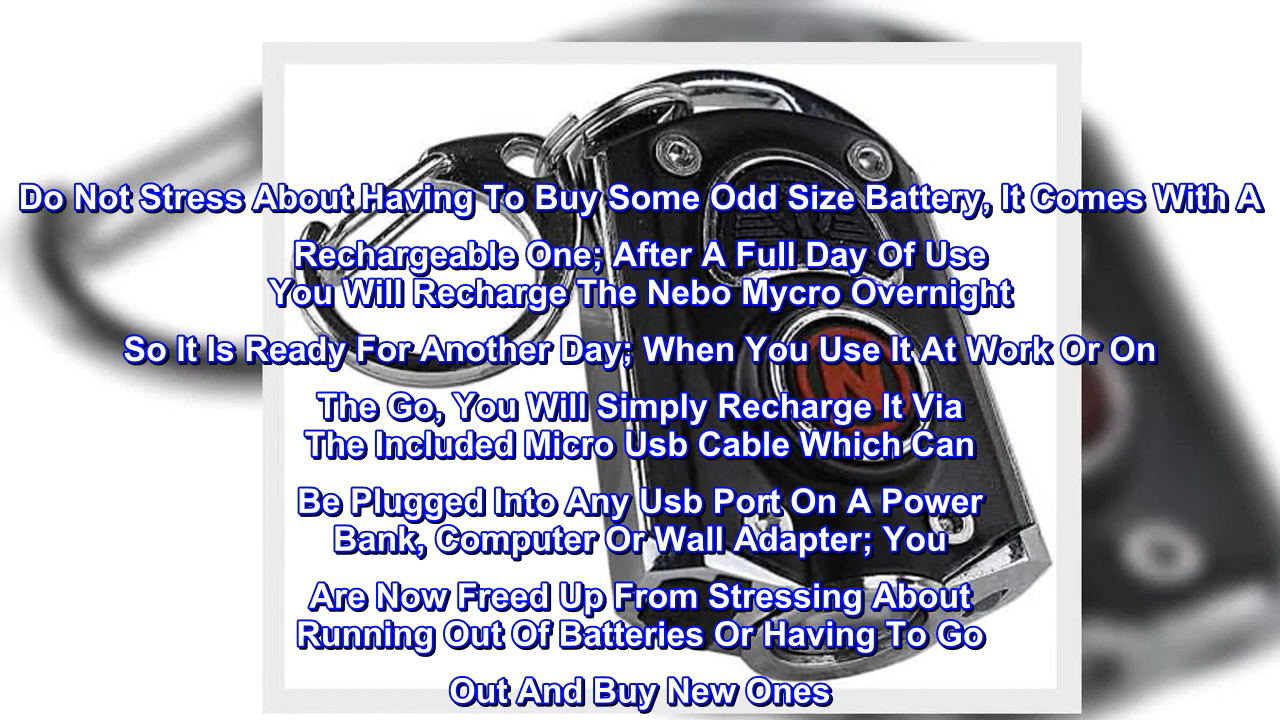 Do Not Stress About Having To Buy Some Odd Size Battery, It Comes With A
Rechargeable One; After A Full Day Of Use
You Will Recharge The Nebo Mycro Overnight
So It Is Ready For Another Day; When You Use It At Work Or On
The Go, You Will Simply Recharge It Via
The Included Micro Usb Cable Which Can
Be Plugged Into Any Usb Port On A Power
Bank, Computer Or Wall Adapter; You
Are Now Freed Up From Stressing About
Running Out Of Batteries Or Having To Go
Out And Buy New Ones